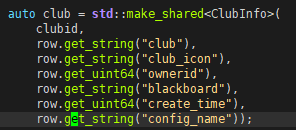 auto club = std::make_shared<ClubInfo>(
clubid,
row.get_string("club"),
row.get_string("club_icon"),
row.get_uint64("ownerid"),
row.get_string("blackboard"),
row.get_uint64("create_time"),
row.get_string("config_name"));